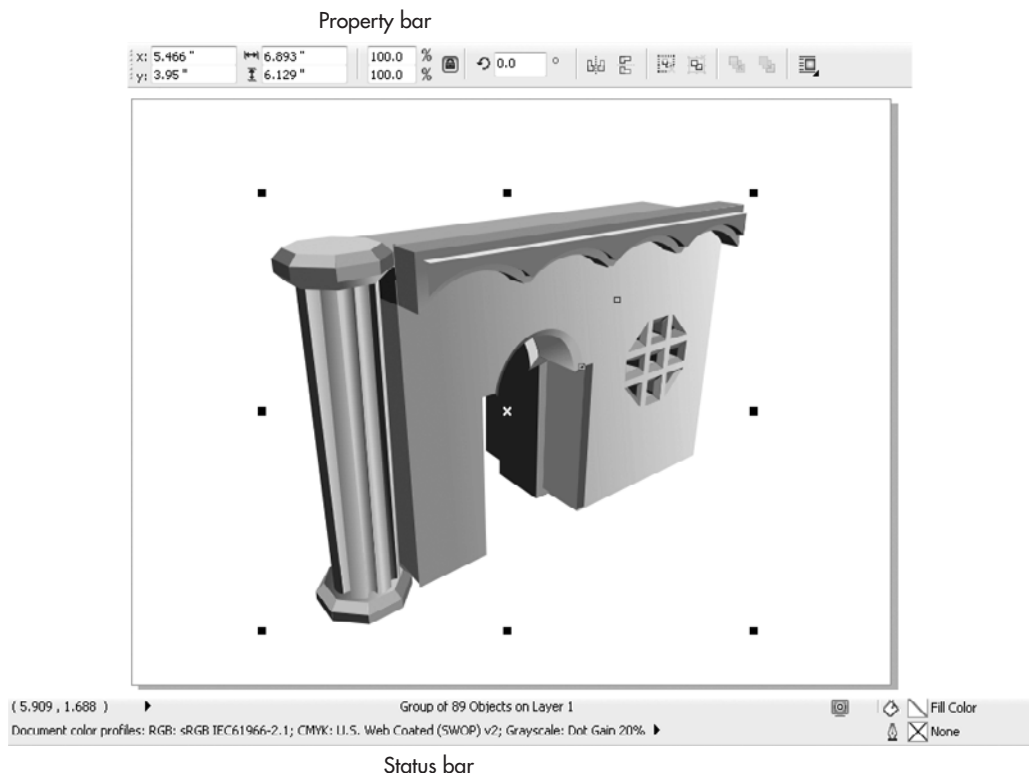 Property bar
x: 5.466 " 6.893 " 100.0 % 0.0 °
y: 3.95 " 6.129 " 100.0 %
( 5.909 , 1.688 ) Group of 89 Objects on Layer 1 Fill Color
Document color profiles: RGB: sRGB IEC61966-2.1; CMYK: U.S. Web Coated (SWOP) v2; Grayscale: Dot Gain 20% None
Status bar